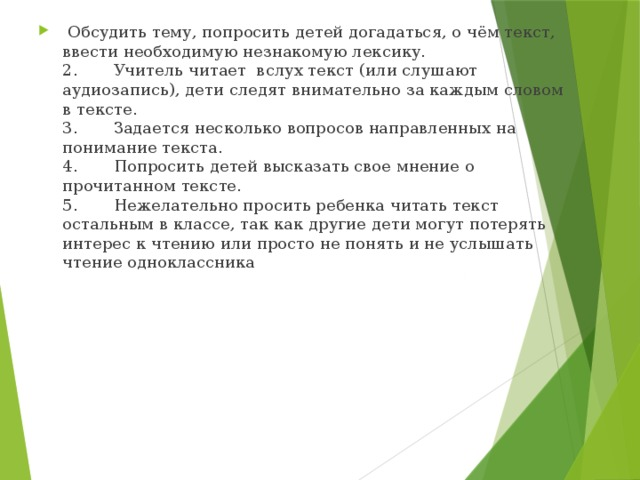 Обсудить тему, попросить детей догадаться, о чём текст,
ввести необходимую незнакомую лексику.
2. Учитель читает вслух текст (или слушают
аудиозапись), дети следят внимательно за каждым словом
в тексте.
3. Задается несколько вопросов направленных на
понимание текста.
4. Попросить детей высказать свое мнение о
прочитанном тексте.
5. Нежелательно просить ребенка читать текст
остальным в классе, так как другие дети могут потерять
интерес к чтению или просто не понять и не услышать
чтение одноклассника